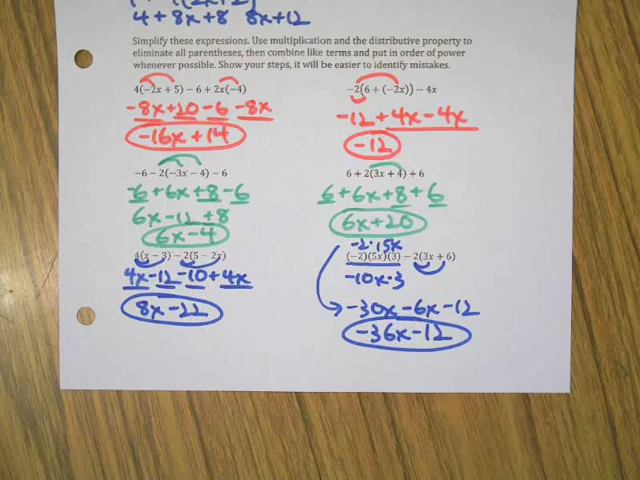 4 + 8x + 8 8x + 12
Simplify these expressions. Use multiplication and the distributive property to
eliminate all parentheses, then combine like terms and put in order of power
whenever possible. Show your steps, it will be easier to identify mistakes.
4(−2x + 5) − 6 + 2x(−4)
-8x+20-6-8x
-16x+14
−2(6 + (−2x)) − 4x
-12+4x-4x
-12
−6 − 2(−3x − 4) − 6
-6+6x+8-6
6x-12+8
6x-4
6 + 2(3x + 4) + 6
6+6x+8+6
6x+20
4(x − 3) − 2(5 − 2x)
4x-12-10+4x
8x-22
-2·15x
(−2)(5x)(3) − 2(3x + 6)
-10x·3
-30x-6x-12
-36x-12